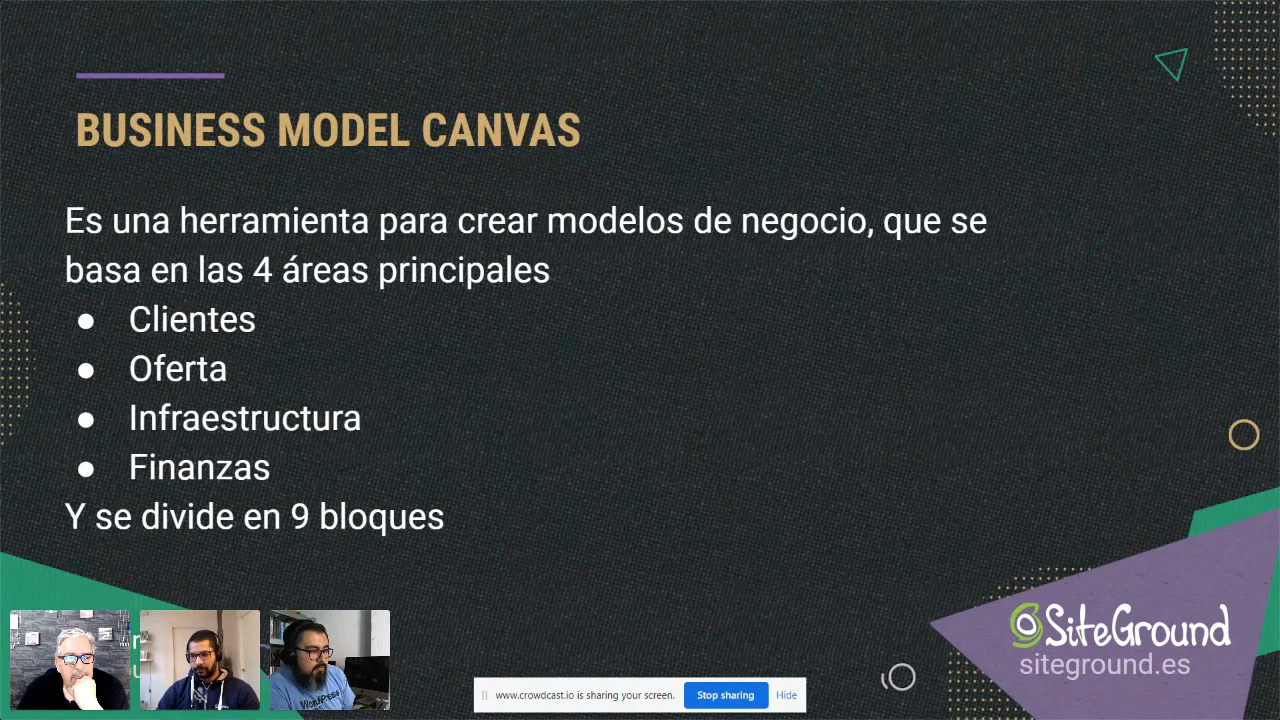 BUSINESS MODEL CANVAS
Es una herramienta para crear modelos de negocio, que se
basa en las 4 áreas principales
● Clientes
● Oferta
● Infraestructura
● Finanzas
Y se divide en 9 bloques
SiteGround
siteground.es
WordPress
www.crowdcast.io is sharing your screen. Stop sharing Hide